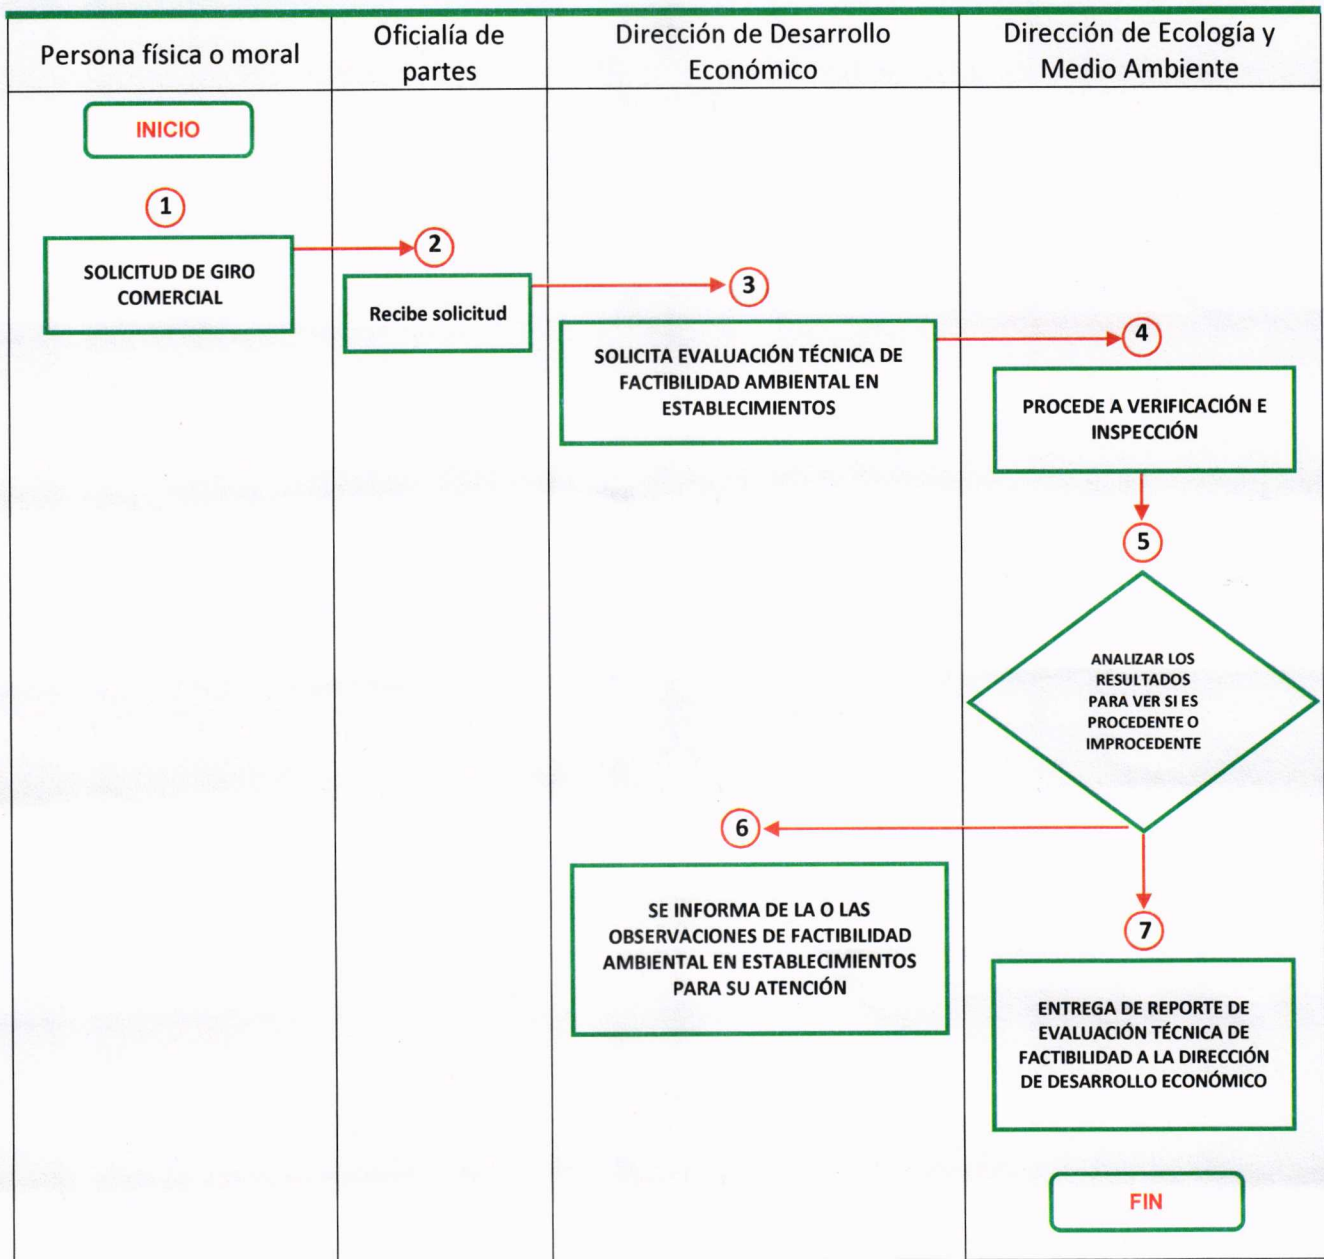 Persona física o moral
Oficialía de
partes
Dirección de Desarrollo
Económico
Dirección de Ecología y
Medio Ambiente
INICIO
1
SOLICITUD DE GIRO
COMERCIAL
2
Recibe solicitud
3
SOLICITA EVALUACIÓN TÉCNICA DE
FACTIBILIDAD AMBIENTAL EN
ESTABLECIMIENTOS
4
PROCEDE A VERIFICACIÓN E
INSPECCIÓN
5
ANALIZAR LOS
RESULTADOS
PARA VER SI ES
PROCEDENTE O
IMPROCEDENTE
6
SE INFORMA DE LA O LAS
OBSERVACIONES DE FACTIBILIDAD
AMBIENTAL EN ESTABLECIMIENTOS
PARA SU ATENCIÓN
7
ENTREGA DE REPORTE DE
EVALUACIÓN TÉCNICA DE
FACTIBILIDAD A LA DIRECCIÓN
DE DESARROLLO ECONÓMICO
FIN